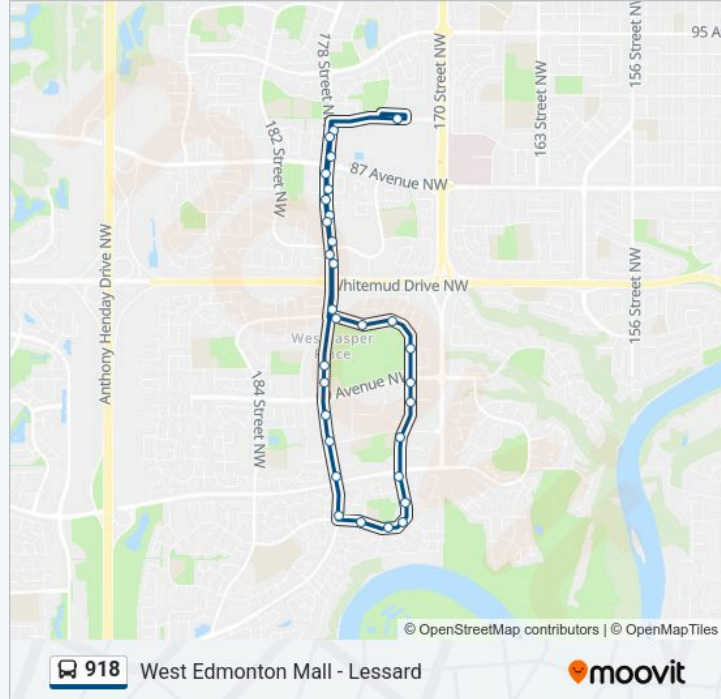 95 A
156 Street N
178 Street N
170 Street NW
163 Street NW
182 Street NW
87 Avenue NW
Anthony Henday Drive NW
Whitemud Drive NW
156 Street NW
West Jasper
Place
Avenue N
184 Street NW
© OpenStreetMap contributors | © OpenMapTiles
918 West Edmonton Mall - Lessard
moovit